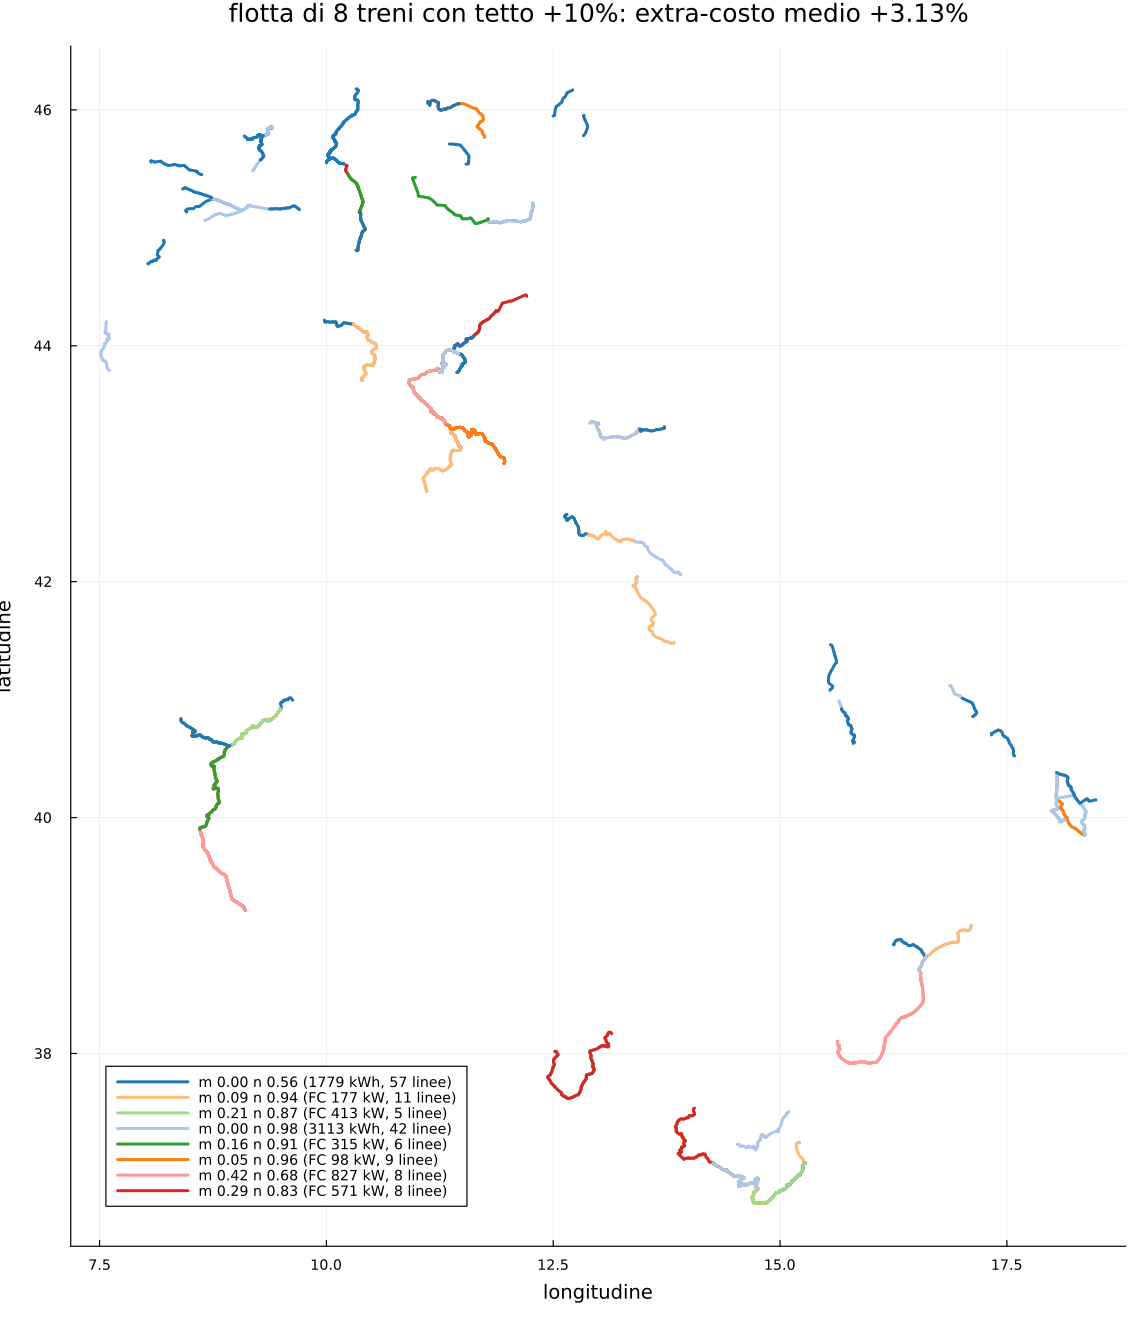 flotta di 8 treni con tetto +10%: extra-costo medio +3.13%
46
44
42
40
38
latitudine
m 0.00 n 0.56 (1779 kWh, 57 linee)
m 0.09 n 0.94 (FC 177 kW, 11 linee)
m 0.21 n 0.87 (FC 413 kW, 5 linee)
m 0.00 n 0.98 (3113 kWh, 42 linee)
m 0.16 n 0.91 (FC 315 kW, 6 linee)
m 0.05 n 0.96 (FC 98 kW, 9 linee)
m 0.42 n 0.68 (FC 827 kW, 8 linee)
m 0.29 n 0.83 (FC 571 kW, 8 linee)
7.5 10.0 12.5 15.0 17.5
longitudine